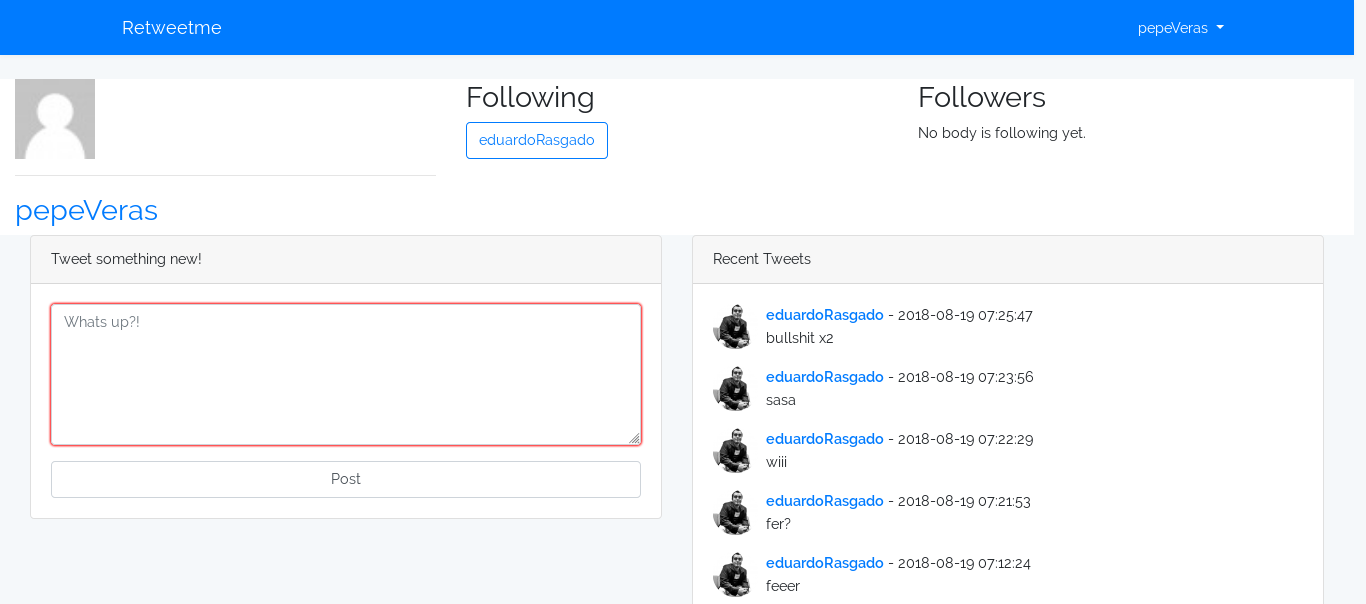 Retweetme
pepeVeras
Following
eduardoRasgado
Followers
No body is following yet.
pepeVeras
Tweet something new!
Whats up?!
Post
Recent Tweets
eduardoRasgado - 2018-08-19 07:25:47
bullshit x2
eduardoRasgado - 2018-08-19 07:23:56
sasa
eduardoRasgado - 2018-08-19 07:22:29
wiii
eduardoRasgado - 2018-08-19 07:21:53
fer?
eduardoRasgado - 2018-08-19 07:12:24
feeer